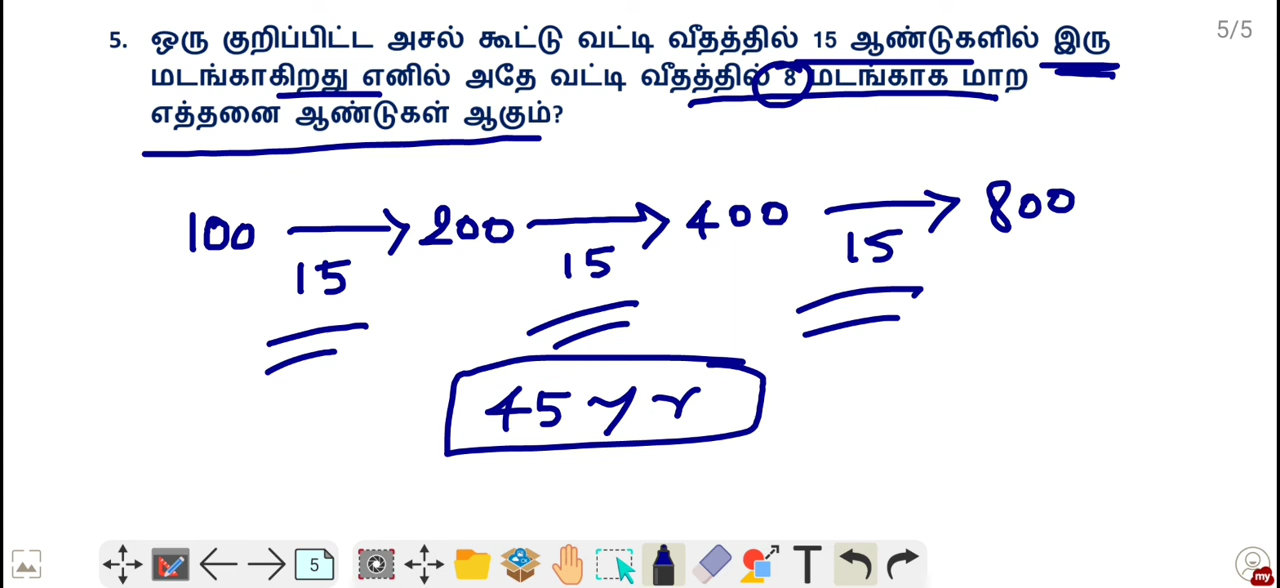 5/5
5. ஒரு குறிப்பிட்ட அசல் கூட்டு வட்டி வீதத்தில் 15 ஆண்டுகளில் இரு
மடங்காகிறது எனில் அதே வட்டி வீதத்தில் 8 மடங்காக மாற
எத்தனை ஆண்டுகள் ஆகும்?
100 → 200 → 400 → 800
15 15 15
45 yr
5 T
my